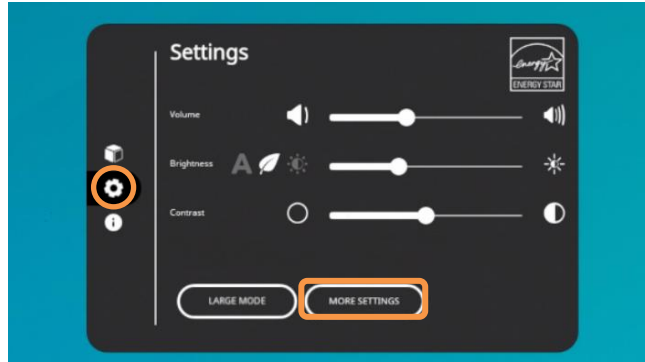 Settings
energy
ENERGY STAR
Volume
Brightness A
Contrast
LARGE MODE MORE SETTINGS